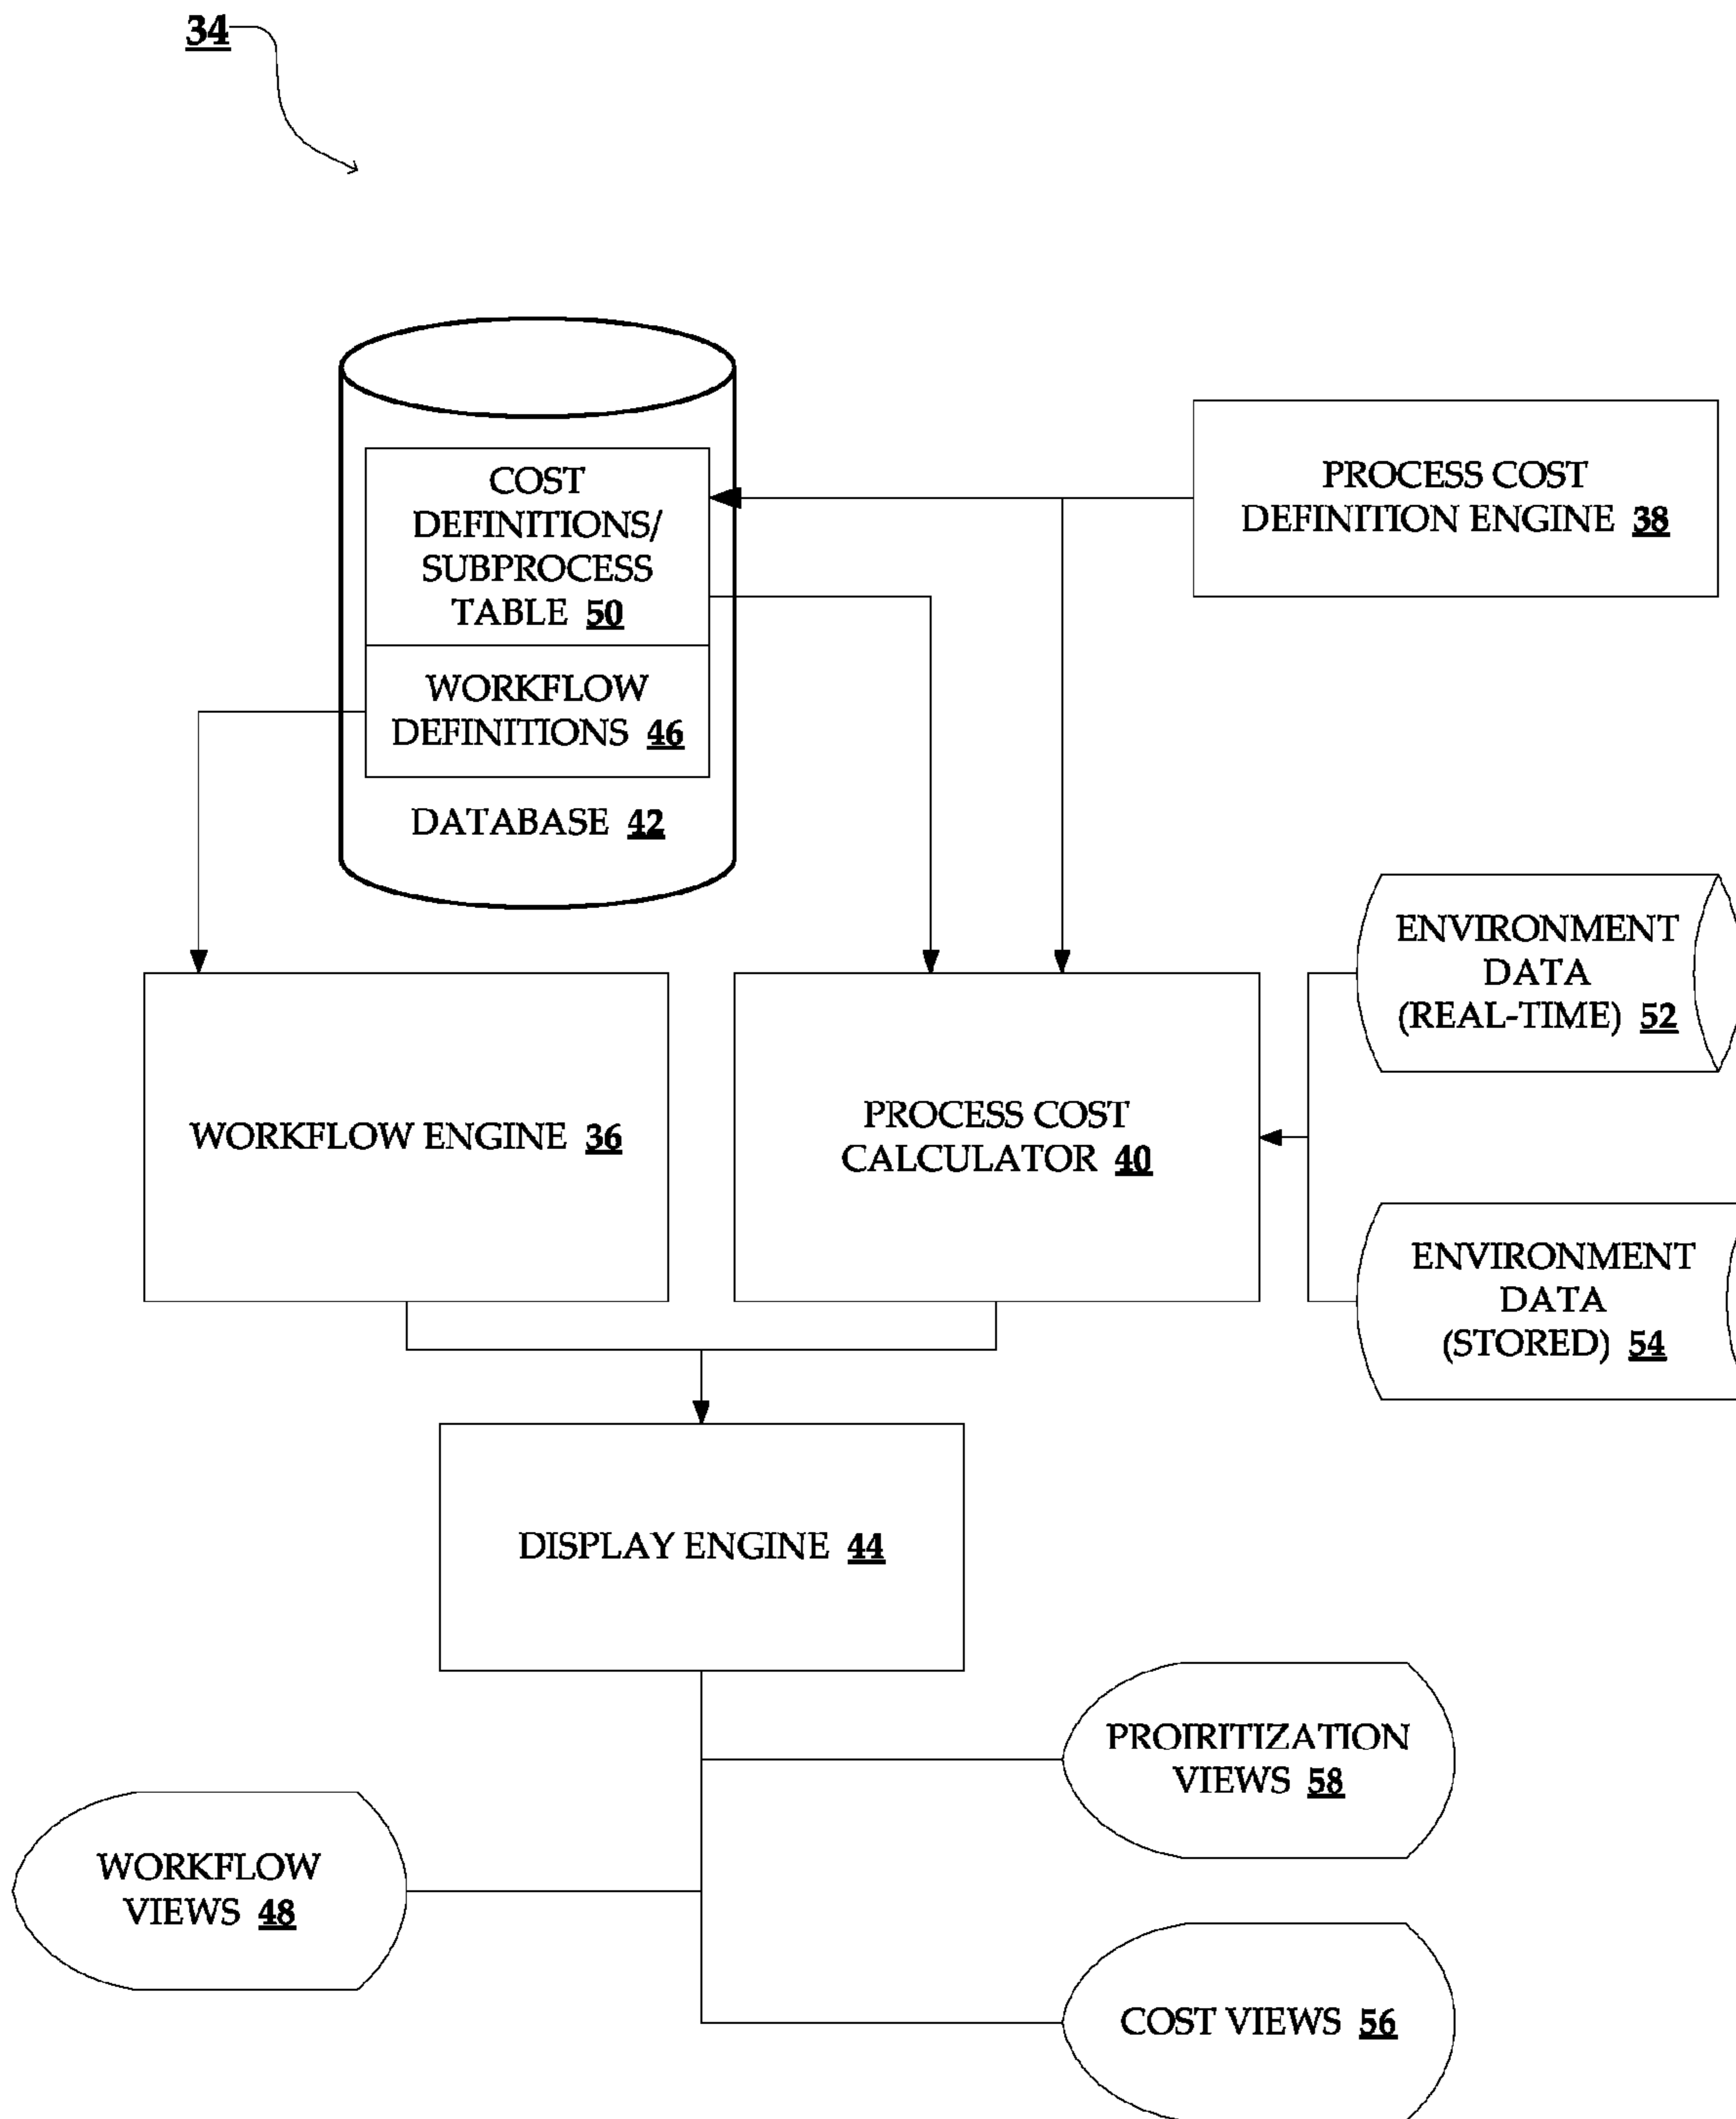 34
COST
DEFINITIONS/
SUBPROCESS
TABLE 50
WORKFLOW
DEFINITIONS 46
DATABASE 42
PROCESS COST
DEFINITION ENGINE 38
ENVIRONMENT
DATA
(REAL-TIME) 52
WORKFLOW ENGINE 36
PROCESS COST
CALCULATOR 40
ENVIRONMENT
DATA
(STORED) 54
DISPLAY ENGINE 44
PROIRITIZATION
VIEWS 58
WORKFLOW
VIEWS 48
COST VIEWS 56